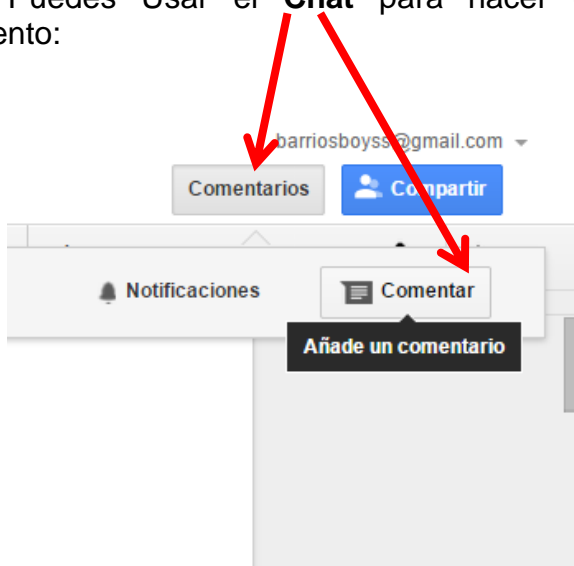 Puedes Usar el Chat para hacer
ento:
barriosboyss@gmail.com
Comentarios Compartir
Notificaciones Comentar
Añade un comentario